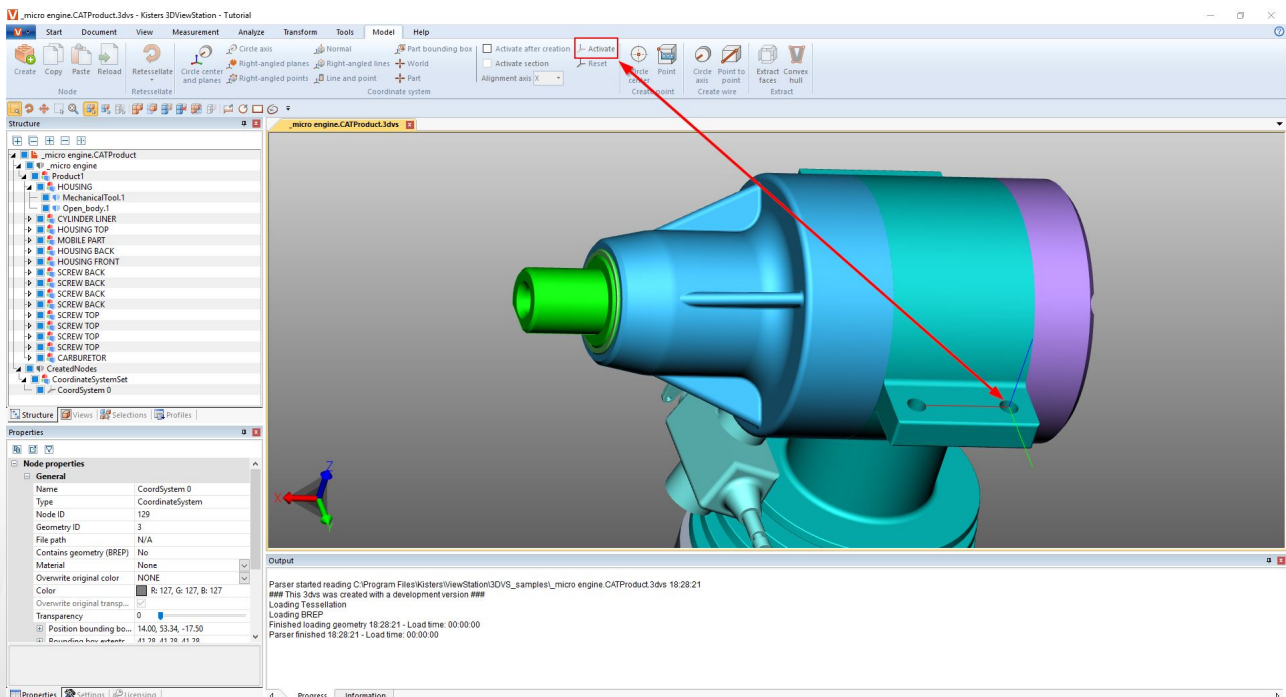 _micro engine.CATProduct.3dvs - Kisters 3DViewStation - Tutorial
Start Document View Measurement Analyze Transform Tools Model Help
Create Copy Paste Reload
Node
Retessellate
Retessellate
Circle center and planes
Circle axis Normal Part bounding box
Right-angled planes Right-angled lines World
Right-angled points Line and point Part
Activate after creation Activate
Activate section Reset
Alignment axis X
Coordinate system
Circle center Point
Create point
Circle axis Point to point
Create wire
Extract faces Convex hull
Extract
Structure
_micro engine.CATProduct.3dvs
_micro engine.CATProduct
_micro engine
Product1
HOUSING
MechanicalTool.1
Open_body.1
CYLINDER LINER
HOUSING TOP
MOBILE PART
HOUSING BACK
HOUSING FRONT
SCREW BACK
SCREW BACK
SCREW BACK
SCREW BACK
SCREW TOP
SCREW TOP
SCREW TOP
SCREW TOP
CARBURETOR
CreatedNodes
CoordinateSystemSet
CoordSystem 0
Structure Views Selections Profiles
Properties
Node properties
General
Name CoordSystem 0
Type CoordinateSystem
Node ID 129
Geometry ID 3
File path N/A
Contains geometry (BREP) No
Material None
Overwrite original color NONE
Color R: 127, G: 127, B: 127
Overwrite original transp...
Transparency 0
Position bounding bo... 14.00, 53.34, -17.50
Rounding box extents 41.28, 41.28, 41.28
Properties Settings Licensing
X
Z
Output
Parser started reading C:\Program Files\Kisters\ViewStation\3DVS_samples\_micro engine.CATProduct.3dvs 18:28:21
### This 3dvs was created with a development version ###
Loading Tessellation
Loading BREP
Finished loading geometry 18:28:21 - Load time: 00:00:00
Parser finished 18:28:21 - Load time: 00:00:00
Progress Information